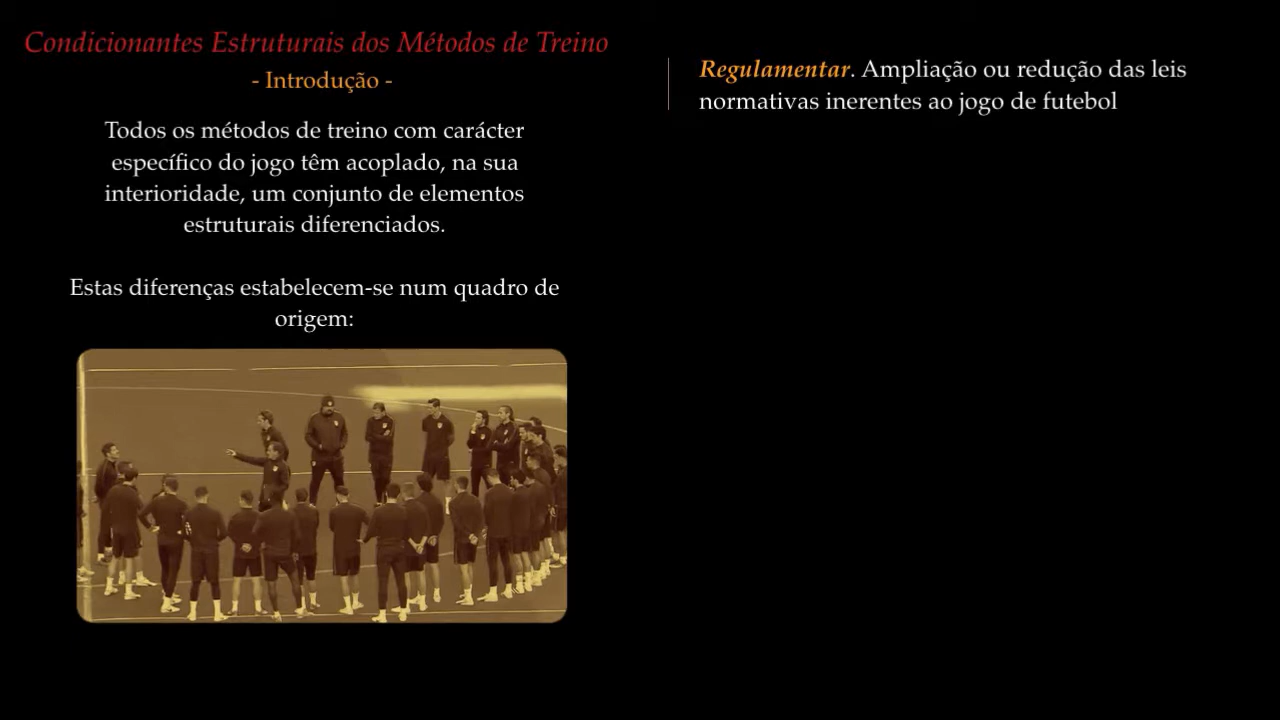 Condicionantes Estruturais dos Métodos de Treino
- Introdução -
Todos os métodos de treino com carácter
específico do jogo têm acoplado, na sua
interioridade, um conjunto de elementos
estruturais diferenciados.
Estas diferenças estabelecem-se num quadro de
origem:
Regulamentar. Ampliação ou redução das leis
normativas inerentes ao jogo de futebol